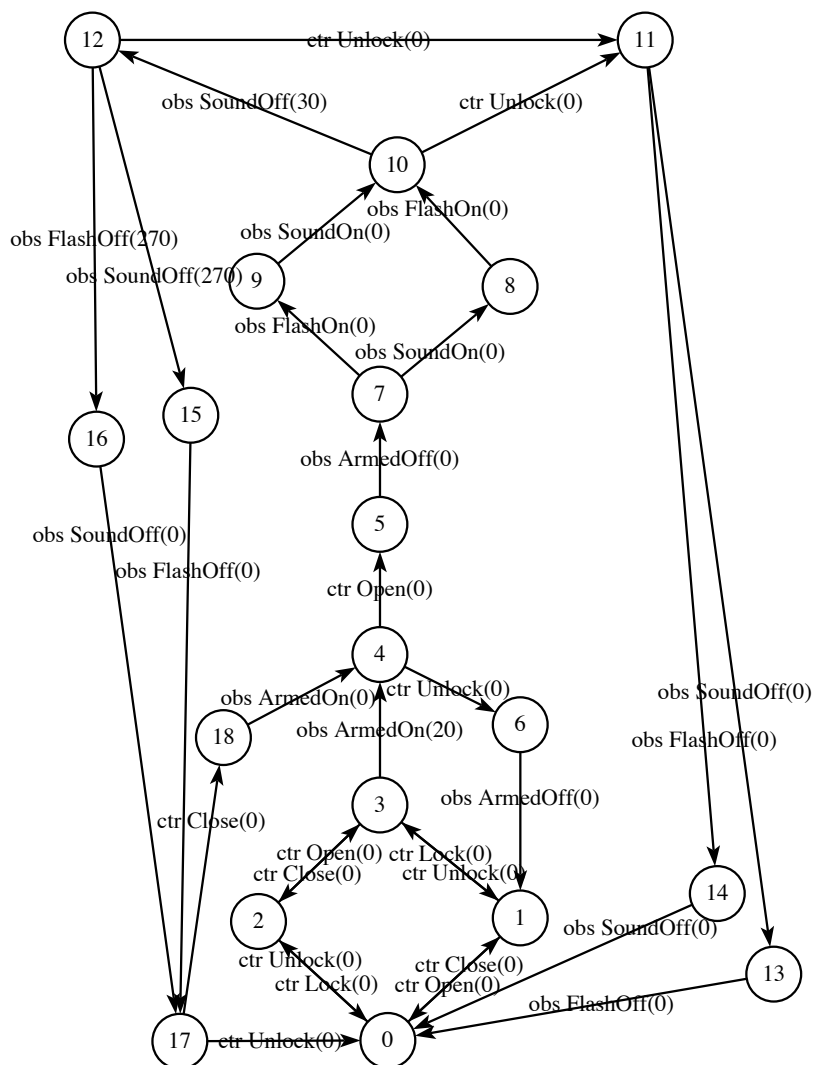 12
11
ctr Unlock(0)
obs SoundOff(30)
ctr Unlock(0)
10
obs FlashOn(0)
obs SoundOn(0)
obs FlashOff(270)
obs SoundOff(270)
9
8
obs FlashOn(0)
obs SoundOn(0)
7
15
16
obs ArmedOff(0)
5
obs SoundOff(0)
obs FlashOff(0)
ctr Open(0)
4
ctr Unlock(0)
obs ArmedOn(0)
obs SoundOff(0)
6
obs ArmedOn(20)
18
obs FlashOff(0)
obs ArmedOff(0)
3
ctr Close(0)
ctr Open(0)
ctr Lock(0)
ctr Close(0)
ctr Unlock(0)
14
2
1
obs SoundOff(0)
ctr Unlock(0)
ctr Close(0)
13
ctr Lock(0)
ctr Open(0)
obs FlashOff(0)
17
ctr Unlock(0)
0